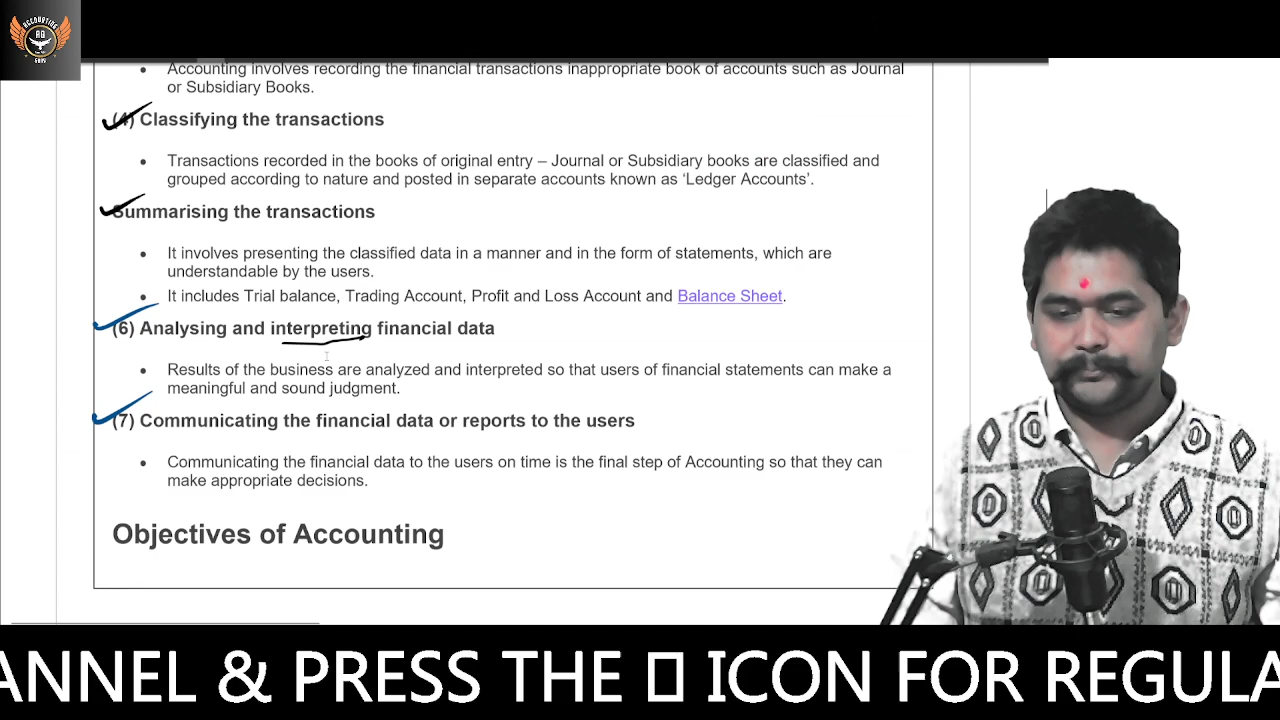 ACCOUNTING
AG
Accounting involves recording the financial transactions inappropriate book of accounts such as Journal
or Subsidiary Books.
(4) Classifying the transactions
Transactions recorded in the books of original entry – Journal or Subsidiary books are classified and
grouped according to nature and posted in separate accounts known as ‘Ledger Accounts’.
Summarising the transactions
It involves presenting the classified data in a manner and in the form of statements, which are
understandable by the users.
It includes Trial balance, Trading Account, Profit and Loss Account and Balance Sheet.
(6) Analysing and interpreting financial data
Results of the business are analyzed and interpreted so that users of financial statements can make a
meaningful and sound judgment.
(7) Communicating the financial data or reports to the users
Communicating the financial data to the users on time is the final step of Accounting so that they can
make appropriate decisions.
Objectives of Accounting
ANNEL & PRESS THE ICON FOR REGULA